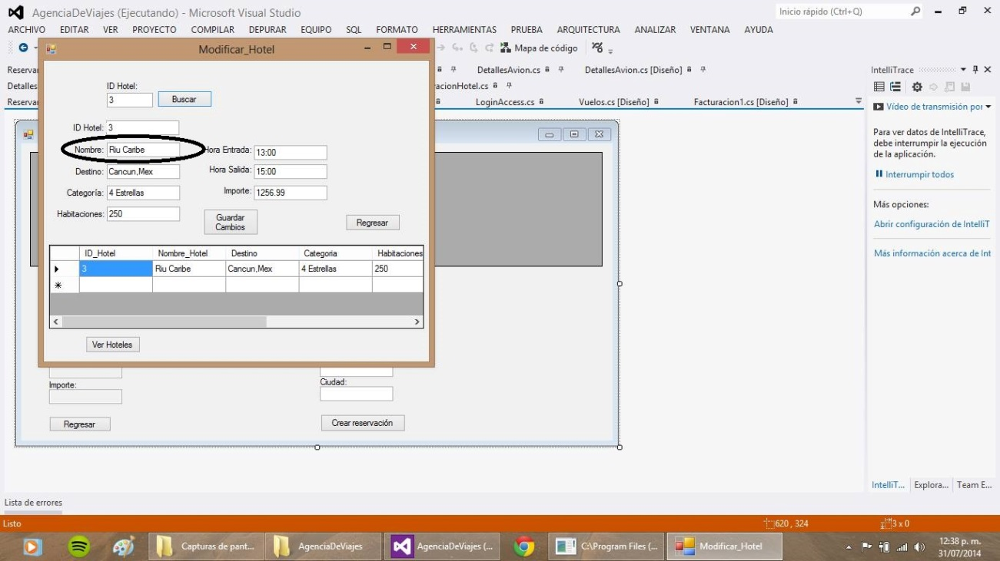 AgenciaDeViajes (Ejecutando) - Microsoft Visual Studio
Inicio rápido (Ctrl+Q)
ARCHIVO EDITAR VER PROYECTO COMPILAR DEPURAR EQUIPO SQL FORMATO HERRAMIENTAS PRUEBA ARQUITECTURA ANALIZAR VENTANA AYUDA
Modificar_Hotel
Mapa de código
DetallesAvion.cs
DetallesAvion.cs [Diseño]
IntelliTrace
Detalles
LoginAccess.cs
Vuelos.cs [Diseño]
Facturacion1.cs [Diseño]
ID Hotel:
3
Buscar
ID Hotel: 3
Nombre: Riu Caribe
Hora Entrada: 13:00
Destino: Cancun,Mex
Hora Salida: 15:00
Categoría: 4 Estrellas
Importe: 1256.99
Habitaciones: 250
Guardar
Cambios
Regresar
ID_Hotel Nombre_Hotel Destino Categoria Habitaciones
3 Riu Caribe Cancun,Mex 4 Estrellas 250
Ver Hoteles
Importe:
Ciudad:
Regresar
Crear reservación
Vídeo de transmisión por
Para ver datos de IntelliTrace,
debe interrumpir la ejecución
de la aplicación.
Interrumpir todos
Más opciones:
Abrir configuración de IntelliT
Más información acerca de Int
IntelliT... Explora... Team E...
Lista de errores
Listo
620 , 324
3 x 0
Capturas de pant...
AgenciaDeViajes
AgenciaDeViajes (...
C:\Program Files (...
Modificar_Hotel
12:38 p. m.
31/07/2014